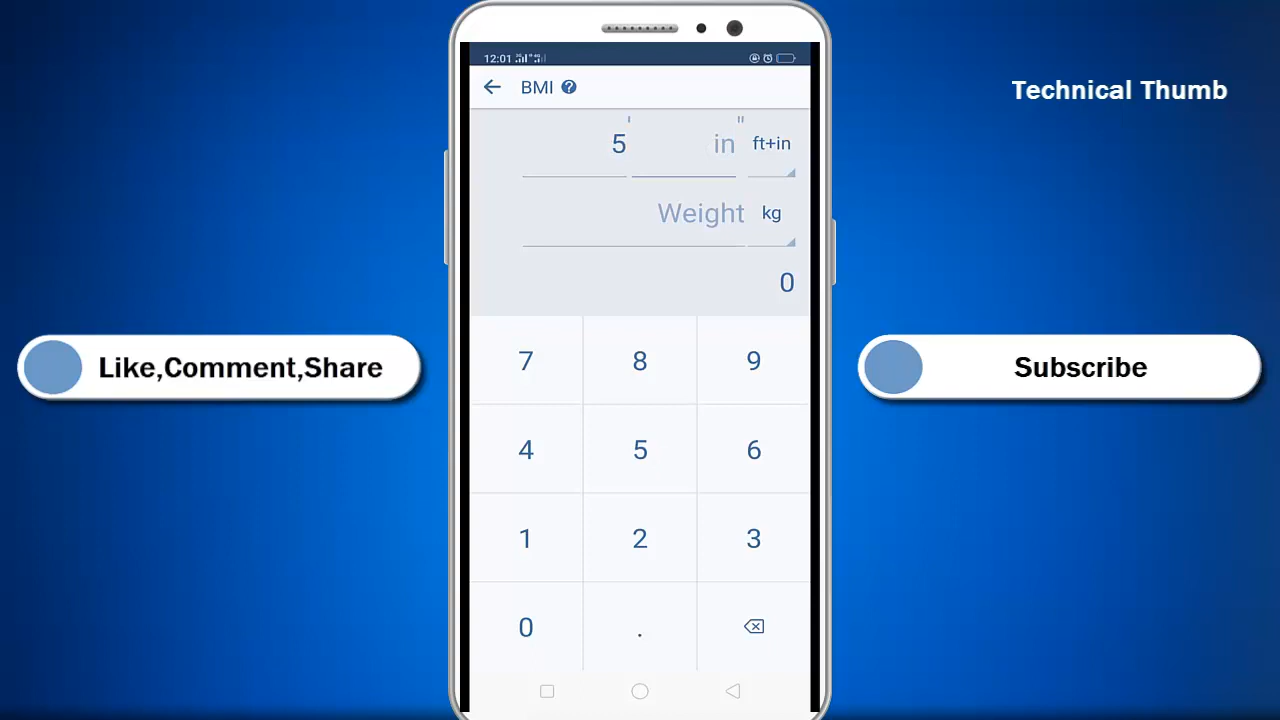 12:01
BMI ?
Technical Thumb
5 ' in " ft+in
Weight kg
0
Like,Comment,Share
Subscribe
7 8 9
4 5 6
1 2 3
0 .